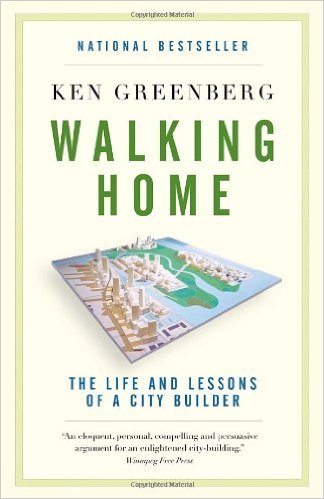 NATIONAL BESTSELLER
KEN GREENBERG
WALKING
HOME
THE LIFE AND LESSONS
OF A CITY BUILDER
"An eloquent, personal, compelling and persuasive
argument for an enlightened city-building."
Winnipeg Free Press